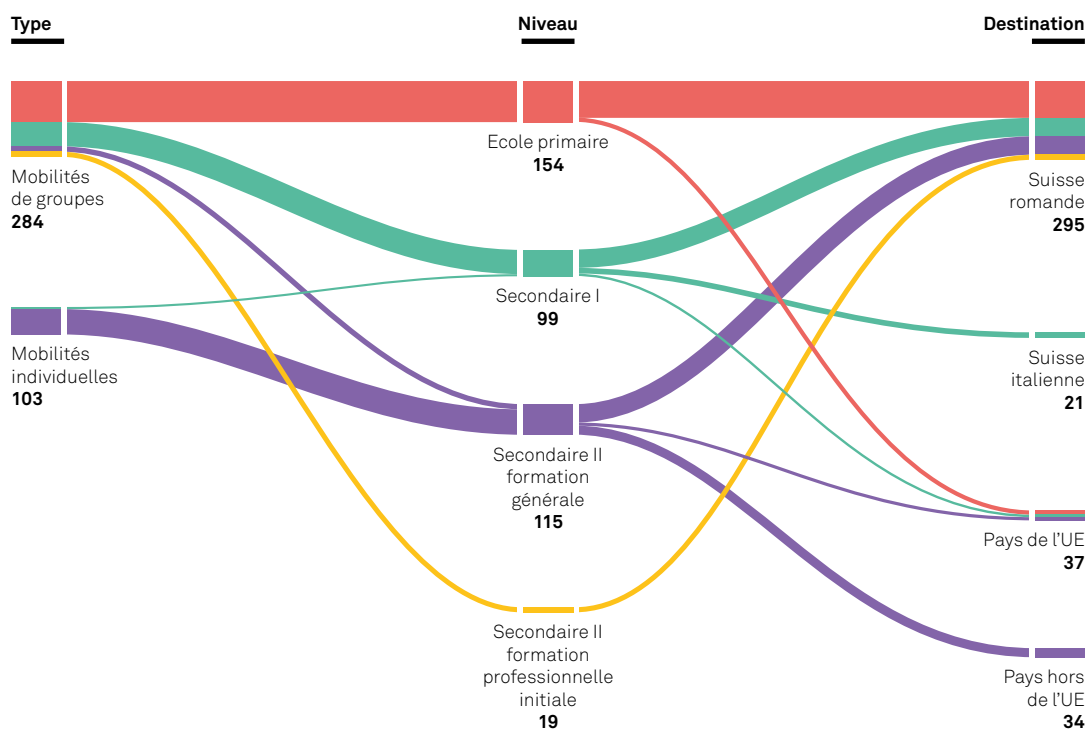 Type
Mobilités
de groupes
284
Mobilités
individuelles
103
Niveau
Ecole primaire
154
Secondaire I
99
Secondaire II
formation
générale
115
Secondaire II
formation
professionnelle
initiale
19
Destination
Suisse
romande
295
Suisse
italienne
21
Pays de l’UE
37
Pays hors
de l’UE
34